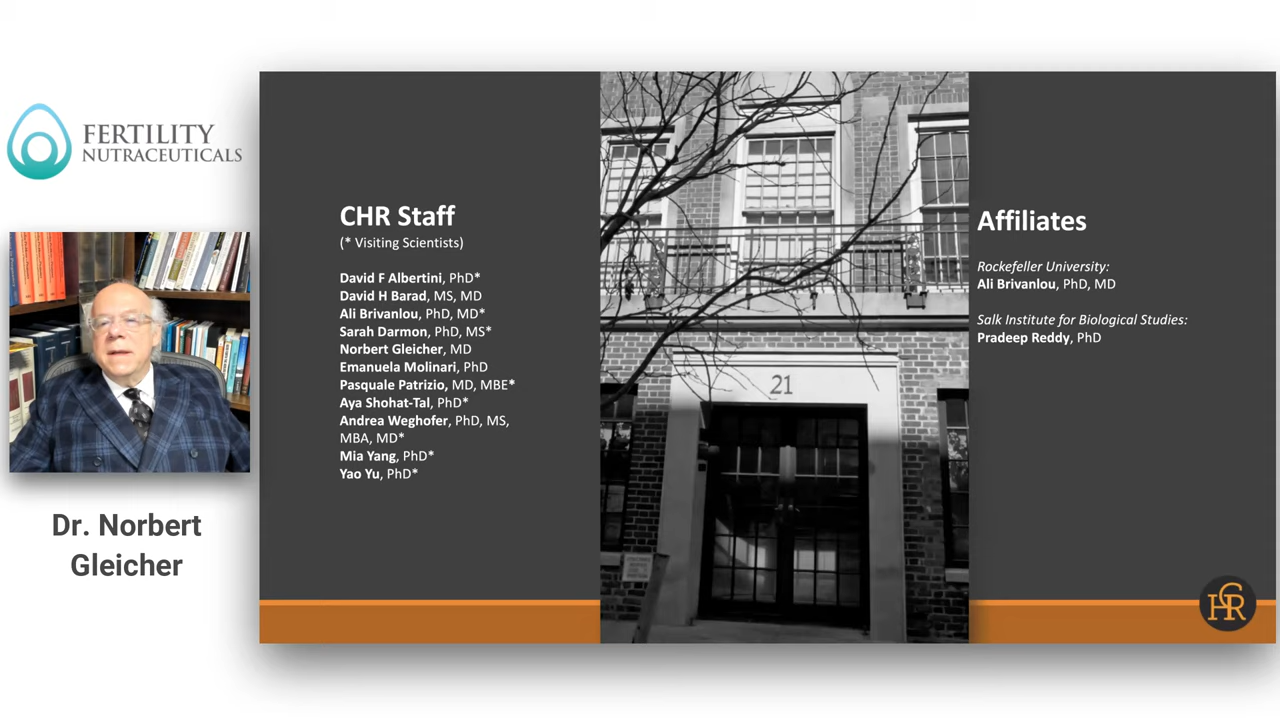 FERTILITY
NUTRACEUTICALS
Dr. Norbert
Gleicher
CHR Staff
(* Visiting Scientists)
David F Albertini, PhD*
David H Barad, MS, MD
Ali Brivanlou, PhD, MD*
Sarah Darmon, PhD, MS*
Norbert Gleicher, MD
Emanuela Molinari, PhD
Pasquale Patrizio, MD, MBE*
Aya Shohat-Tal, PhD*
Andrea Weghofer, PhD, MS,
MBA, MD*
Mia Yang, PhD*
Yao Yu, PhD*
21
Affiliates
Rockefeller University:
Ali Brivanlou, PhD, MD
Salk Institute for Biological Studies:
Pradeep Reddy, PhD
CHR